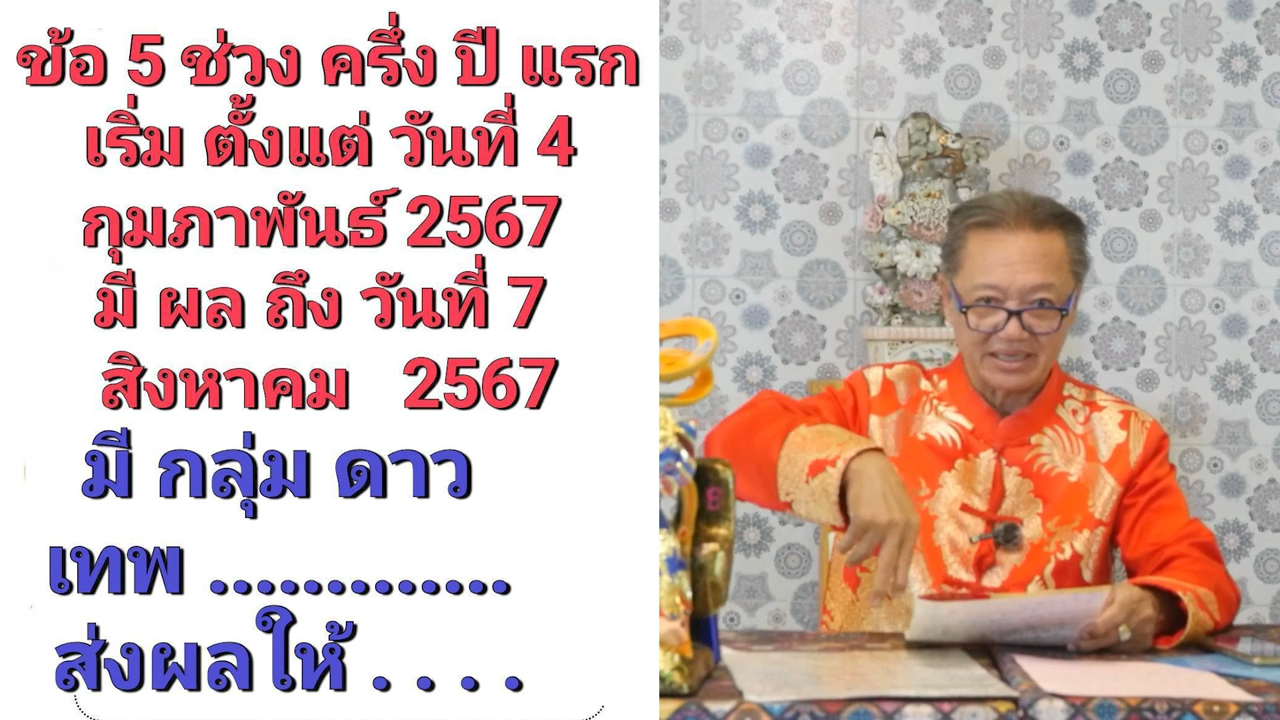 ข้อ 5 ช่วง ครึ่ง ปี แรก
เริ่ม ตั้งแต่ วันที่ 4
กุมภาพันธ์ 2567
มี ผล ถึง วันที่ 7
สิงหาคม 2567
มี กลุ่ม ดาว
เทพ .............
ส่งผลให้ . . . .